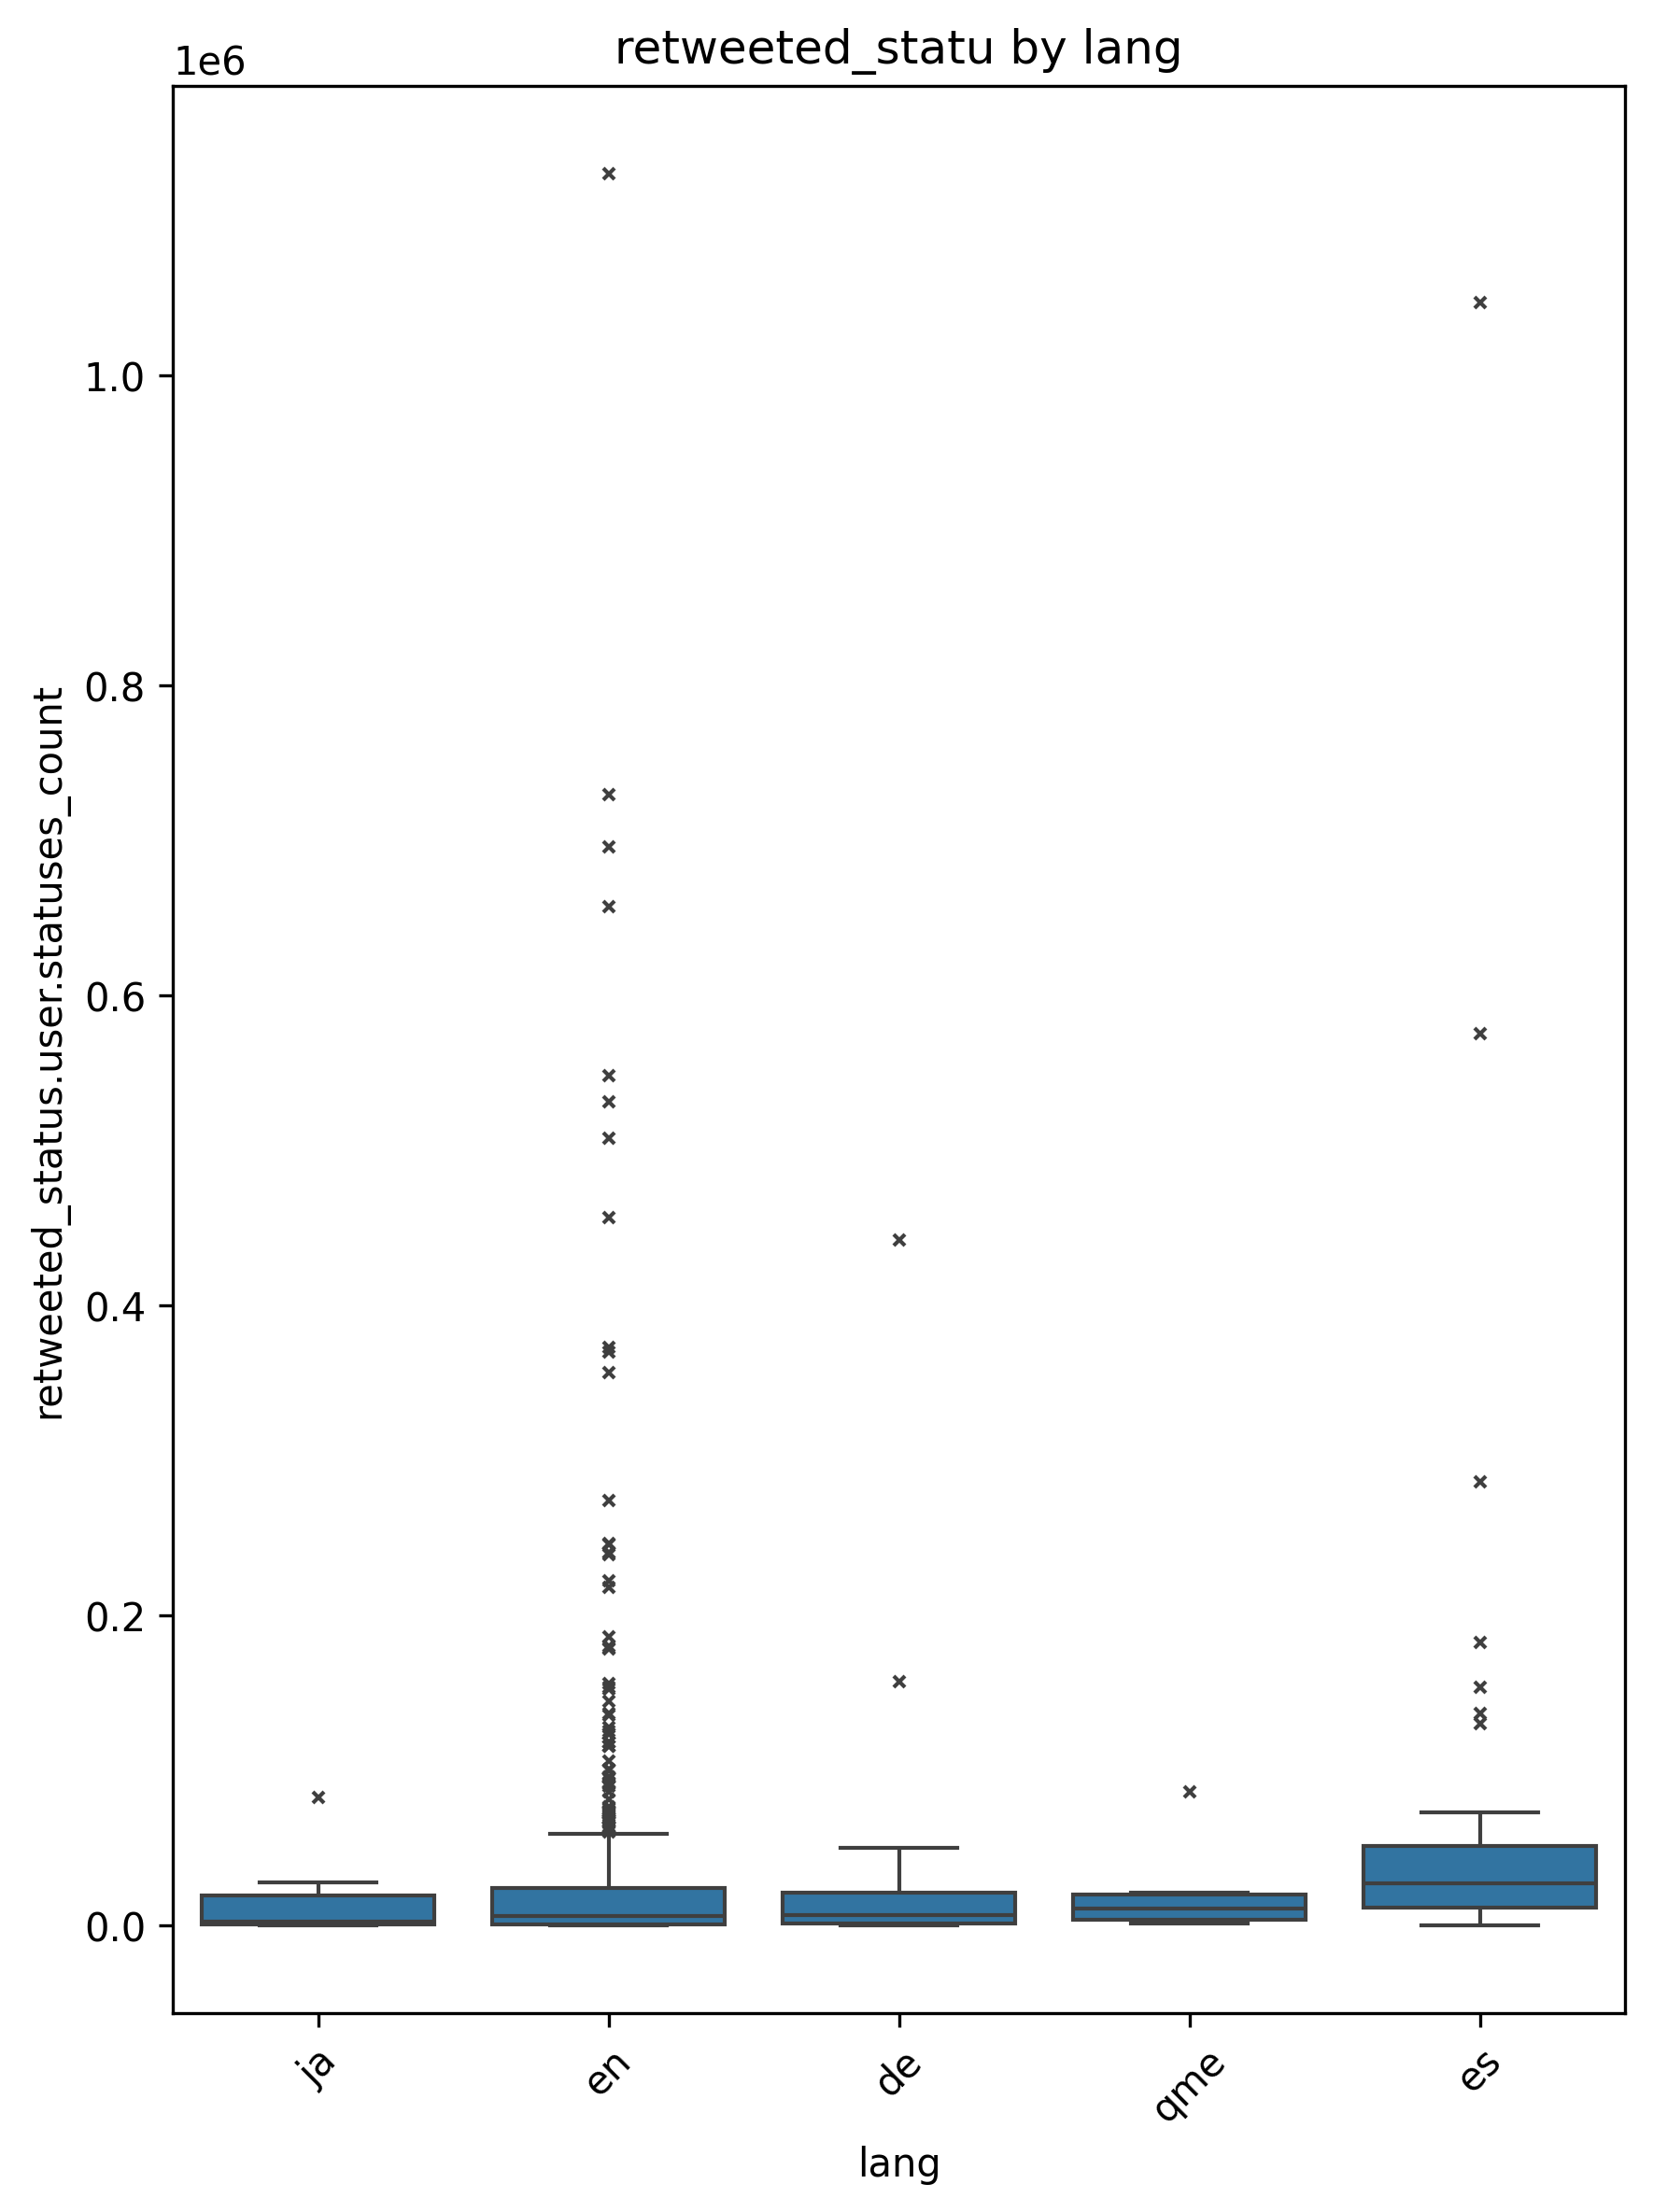 retweeted_statu by lang
1e6
1.0
0.8
0.6
0.4
0.2
0.0
retweeted_status.user.statuses_count
ja
en
de
qme
es
lang